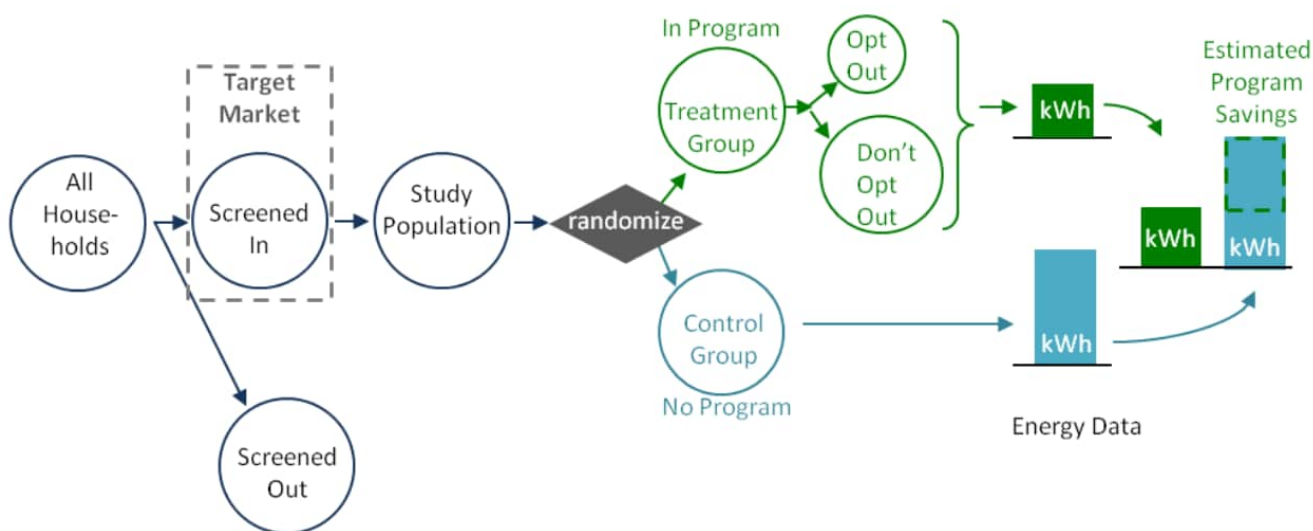 All
House-
holds
Target
Market
Screened
In
Screened
Out
Study
Population
randomize
In Program
Treatment
Group
Opt
Out
Don’t
Opt
Out
Control
Group
No Program
kWh
kWh
Energy Data
Estimated
Program
Savings
kWh
kWh